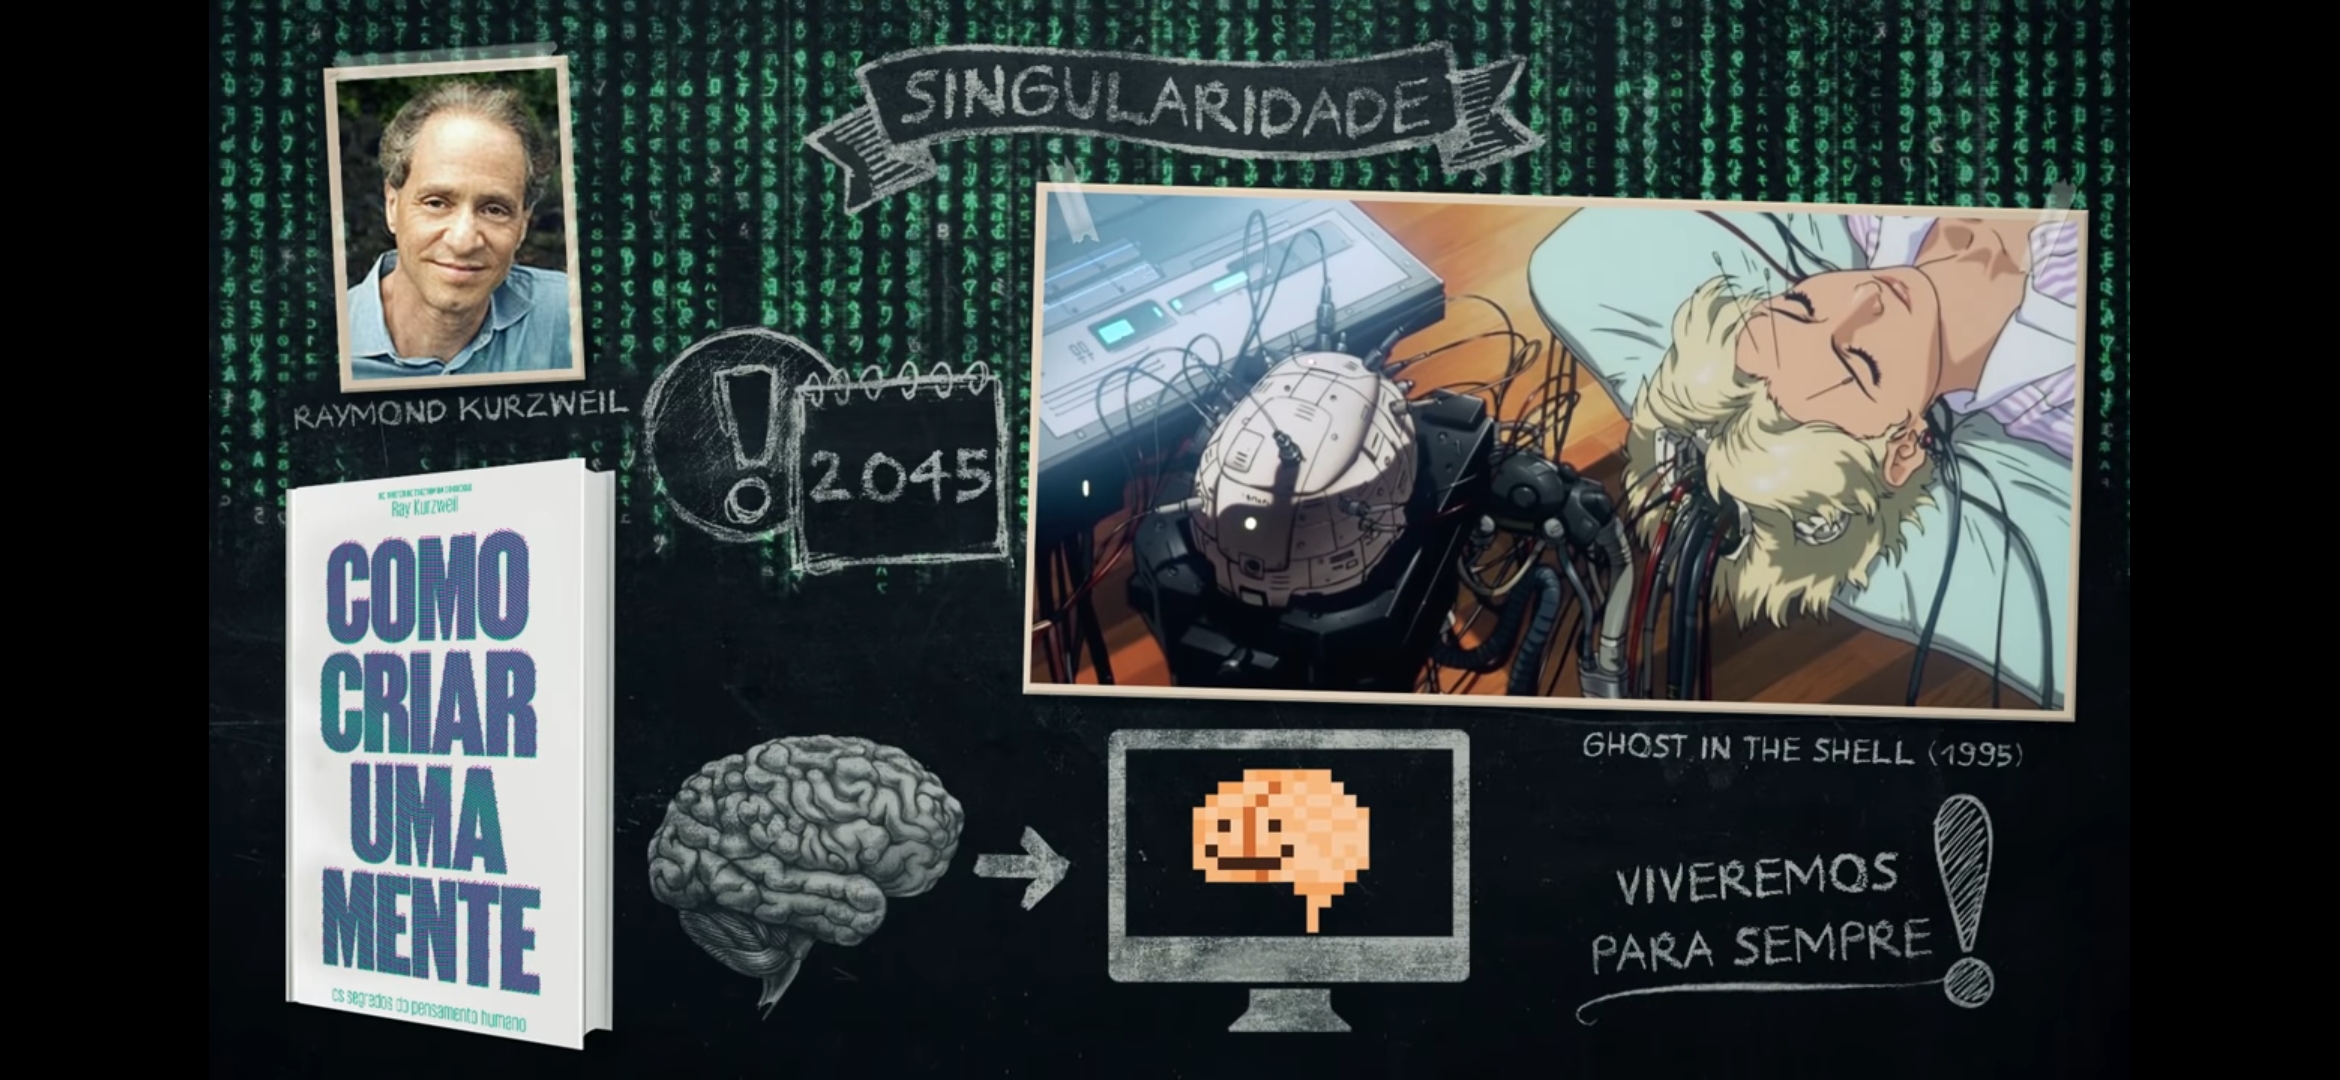 SINGULARIDADE
RAYMOND KURZWEIL
2045
Ray Kurzweil
COMO
CRIAR
UMA
MENTE
os segredos do pensamento humano
GHOST IN THE SHELL (1995)
VIVEREMOS
PARA SEMPRE!